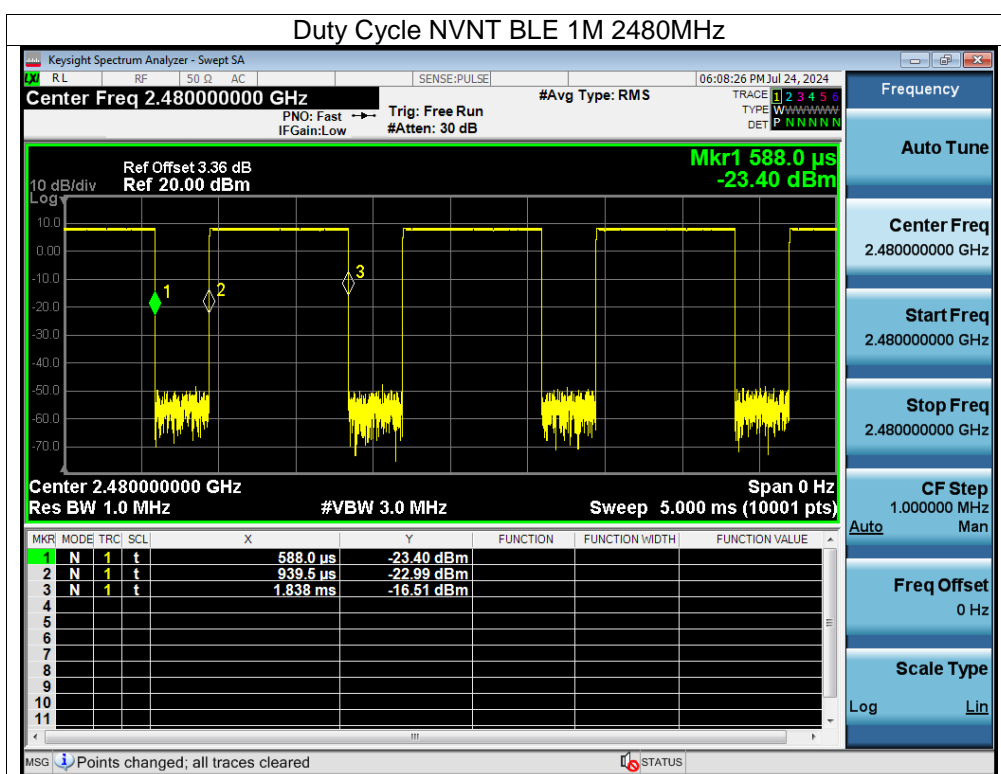 Duty Cycle NVNT BLE 1M 2480MHz
Keysight Spectrum Analyzer - Swept SA
LXI RL RF 50 Ω AC SENSE:PULSE 06:08:26 PM Jul 24, 2024
Center Freq 2.480000000 GHz #Avg Type: RMS TRACE 1 2 3 4 5 6
PNO: Fast Trig: Free Run TYPE WWWWWW
IFGain:Low #Atten: 30 dB DET P N N N N N
Mkr1 588.0 µs
Ref Offset 3.36 dB
10 dB/div Ref 20.00 dBm -23.40 dBm
Log
10.0
0.00
-10.0
-20.0
-30.0
-40.0
-50.0
-60.0
-70.0
1 2 3
Center 2.480000000 GHz Span 0 Hz
Res BW 1.0 MHz #VBW 3.0 MHz Sweep 5.000 ms (10001 pts)
MKR MODE TRC SCL X Y FUNCTION FUNCTION WIDTH FUNCTION VALUE
1 N 1 t 588.0 µs -23.40 dBm
2 N 1 t 939.5 µs -22.99 dBm
3 N 1 t 1.838 ms -16.51 dBm
4
5
6
7
8
9
10
11
MSG Points changed; all traces cleared STATUS
Frequency
Auto Tune
Center Freq
2.480000000 GHz
Start Freq
2.480000000 GHz
Stop Freq
2.480000000 GHz
CF Step
1.000000 MHz
Auto Man
Freq Offset
0 Hz
Scale Type
Log Lin